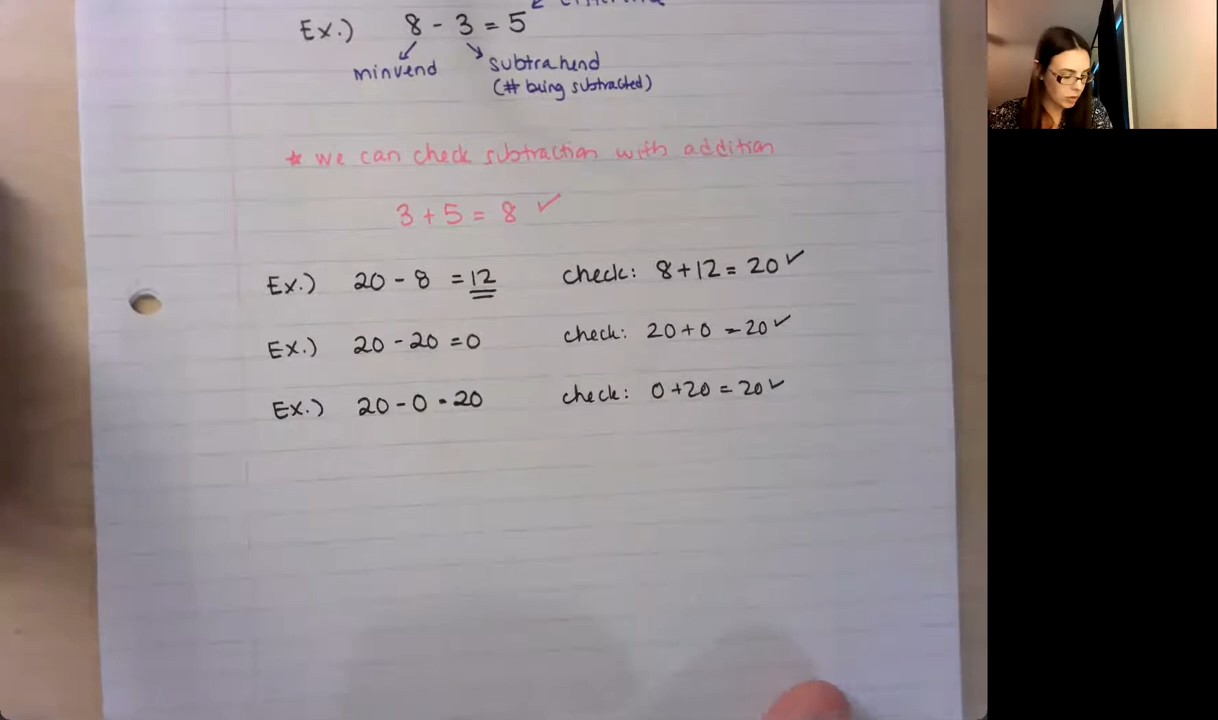 Ex.) 8 - 3 = 5
minuend subtrahend
(# being subtracted)
* we can check subtraction with addition
3 + 5 = 8 ✓
Ex.) 20 - 8 = 12 check: 8 + 12 = 20 ✓
Ex.) 20 - 20 = 0 check: 20 + 0 = 20 ✓
Ex.) 20 - 0 = 20 check: 0 + 20 = 20 ✓